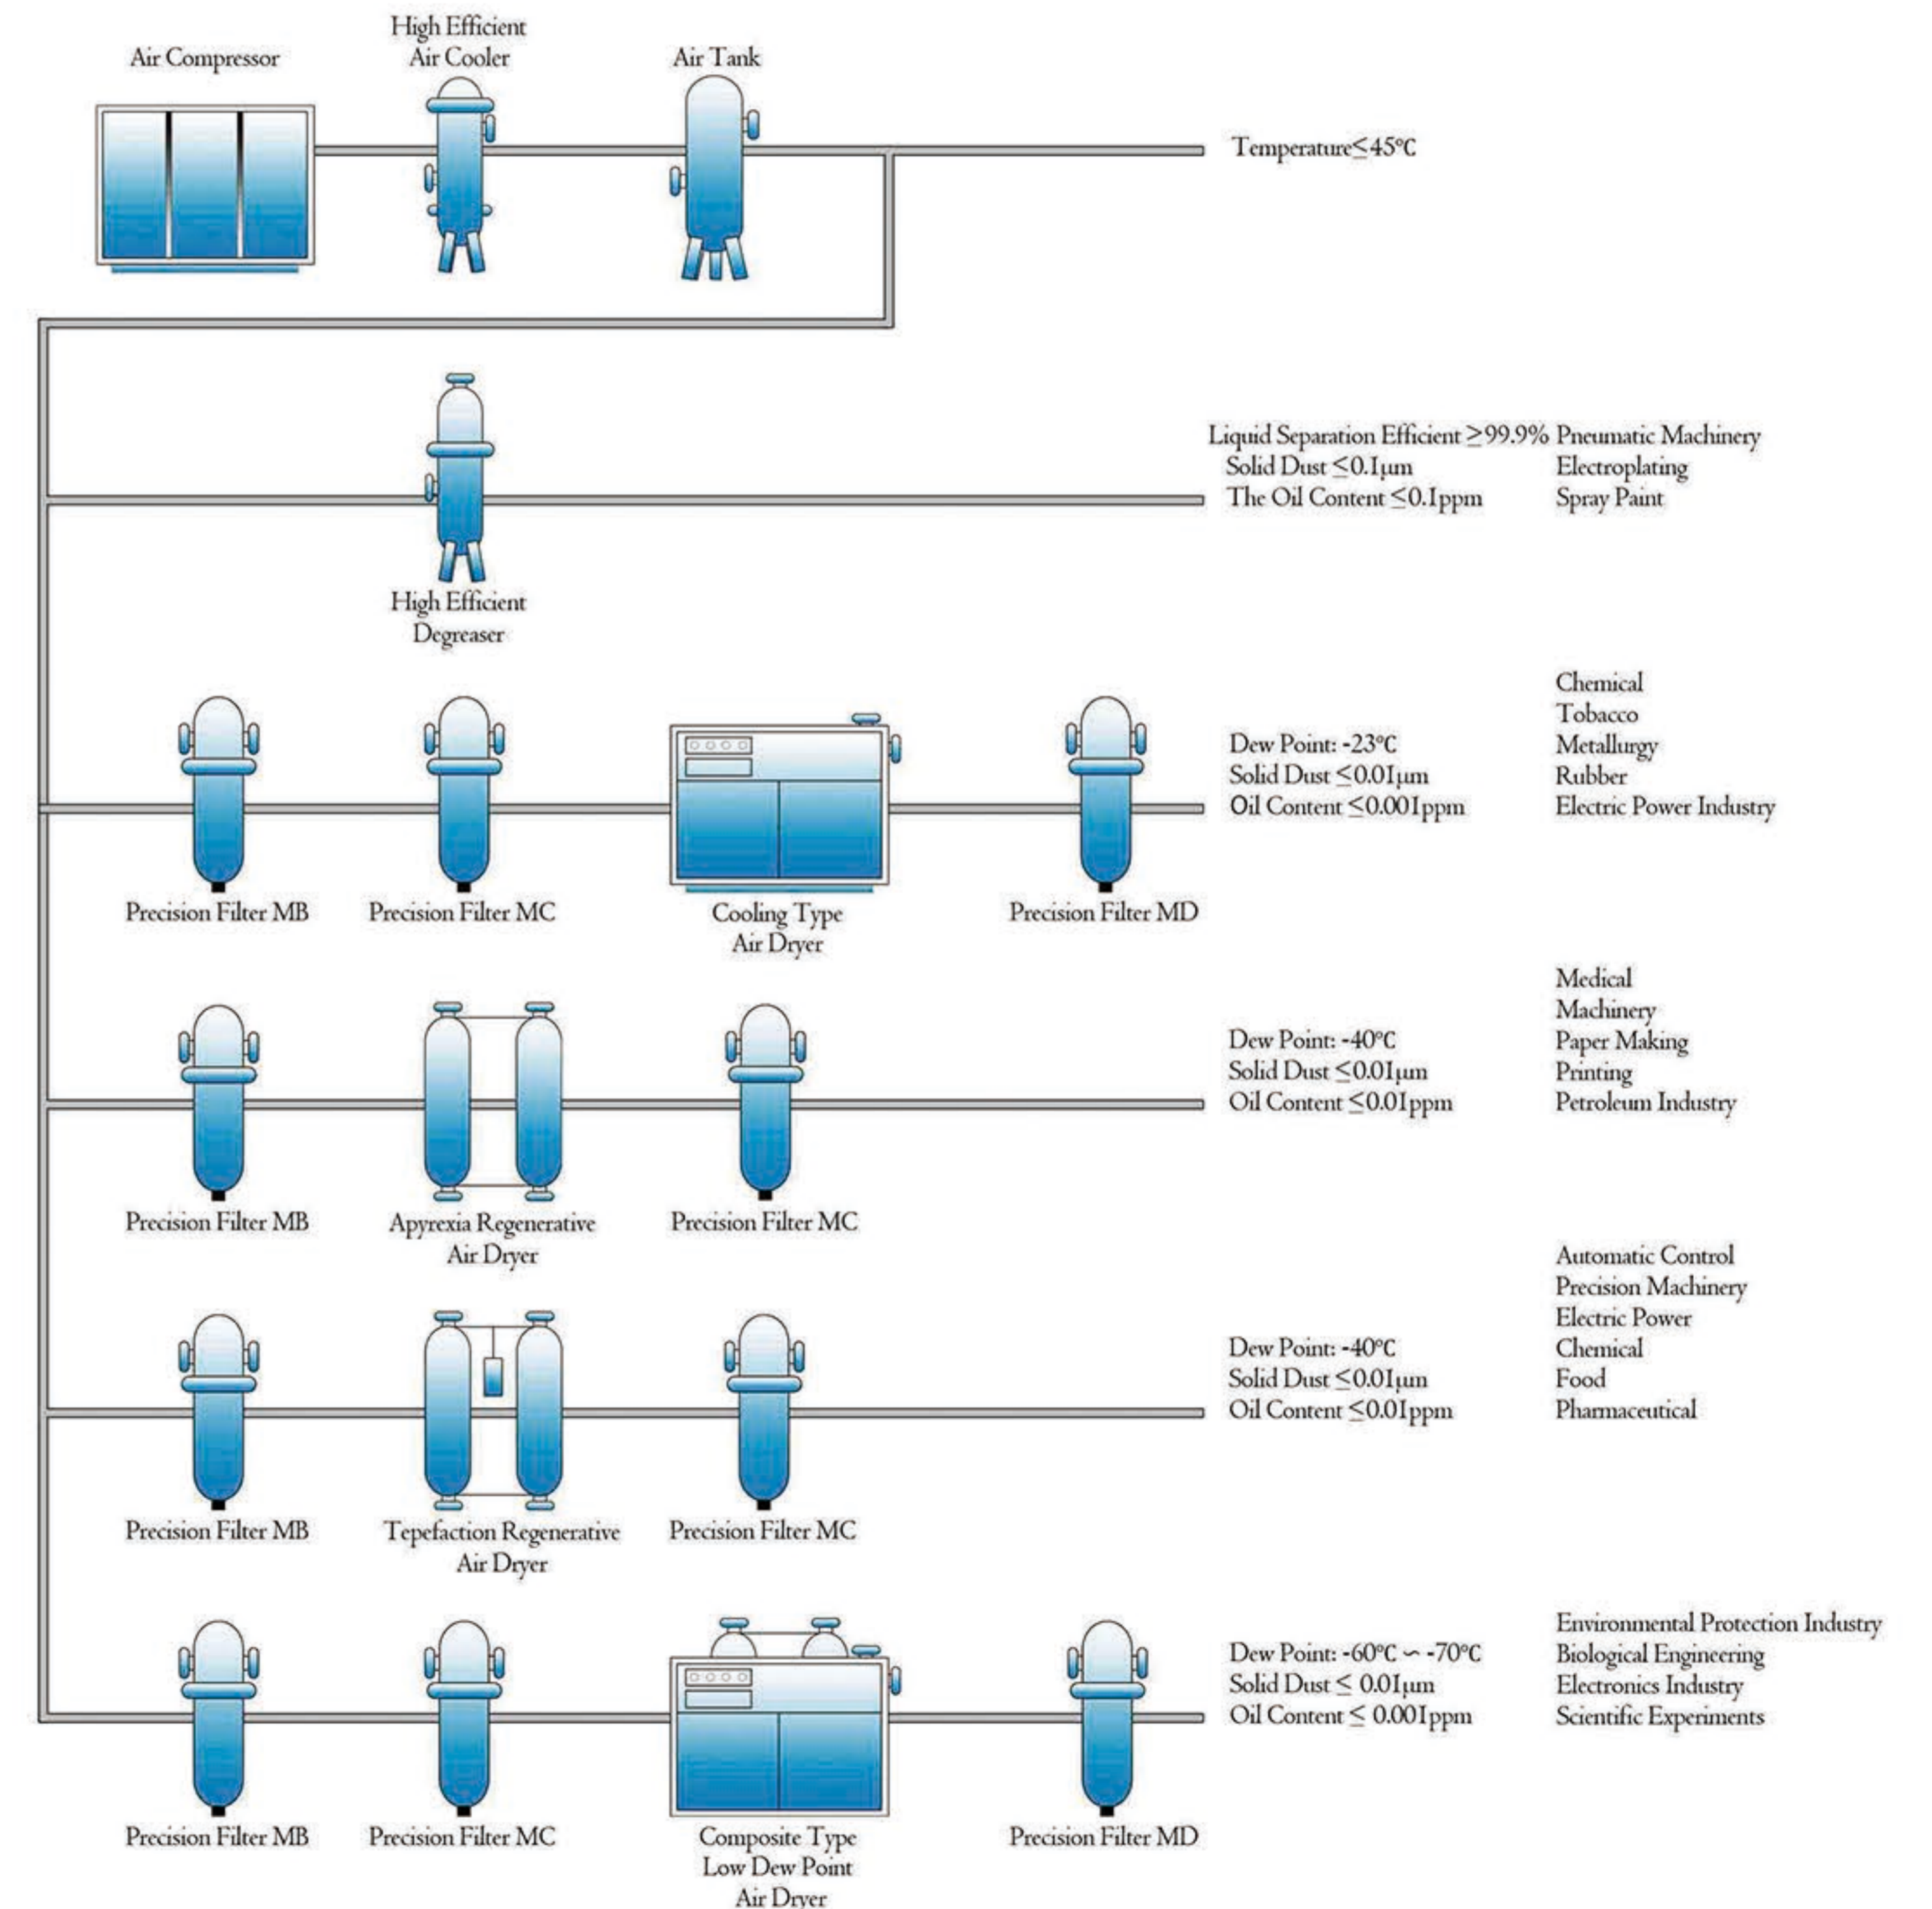 High Efficient
Air Compressor
Air Cooler
Air Tank
Temperature≤45°C
Liquid Separation Efficient ≥99.9%
Pneumatic Machinery
Solid Dust ≤0.1μm
Electroplating
The Oil Content ≤0.1ppm
Spray Paint
High Efficient
Degreaser
Chemical
Tobacco
Dew Point: -23°C
Metallurgy
Solid Dust ≤0.01μm
Rubber
Oil Content ≤0.001ppm
Electric Power Industry
Precision Filter MB
Precision Filter MC
Cooling Type
Air Dryer
Precision Filter MD
Medical
Machinery
Dew Point: -40°C
Paper Making
Solid Dust ≤0.01μm
Printing
Oil Content ≤0.01ppm
Petroleum Industry
Precision Filter MB
Apyrexia Regenerative
Air Dryer
Precision Filter MC
Automatic Control
Precision Machinery
Electric Power
Dew Point: -40°C
Chemical
Solid Dust ≤0.01μm
Food
Oil Content ≤0.01ppm
Pharmaceutical
Precision Filter MB
Tepefaction Regenerative
Air Dryer
Precision Filter MC
Environmental Protection Industry
Dew Point: -60°C ~ -70°C
Biological Engineering
Solid Dust ≤ 0.01μm
Electronics Industry
Oil Content ≤ 0.001ppm
Scientific Experiments
Precision Filter MB
Precision Filter MC
Composite Type
Low Dew Point
Air Dryer
Precision Filter MD